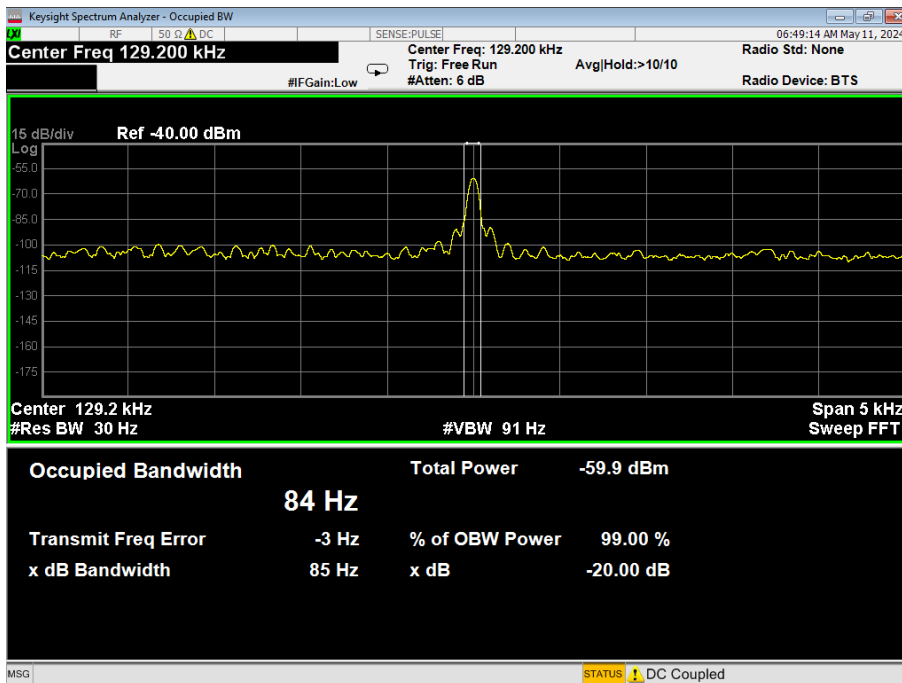 Keysight Spectrum Analyzer - Occupied BW
LXI RF 50 Ω DC SENSE:PULSE 06:49:14 AM May 11, 2024
Center Freq 129.200 kHz
Center Freq: 129.200 kHz Radio Std: None
Trig: Free Run Avg|Hold:>10/10
#IFGain:Low #Atten: 6 dB Radio Device: BTS
15 dB/div Ref -40.00 dBm
Log
-55.0
-70.0
-85.0
-100
-115
-130
-145
-160
-175
Center 129.2 kHz Span 5 kHz
#Res BW 30 Hz #VBW 91 Hz Sweep FFT
Occupied Bandwidth Total Power -59.9 dBm
84 Hz
Transmit Freq Error -3 Hz % of OBW Power 99.00 %
x dB Bandwidth 85 Hz x dB -20.00 dB
MSG STATUS DC Coupled